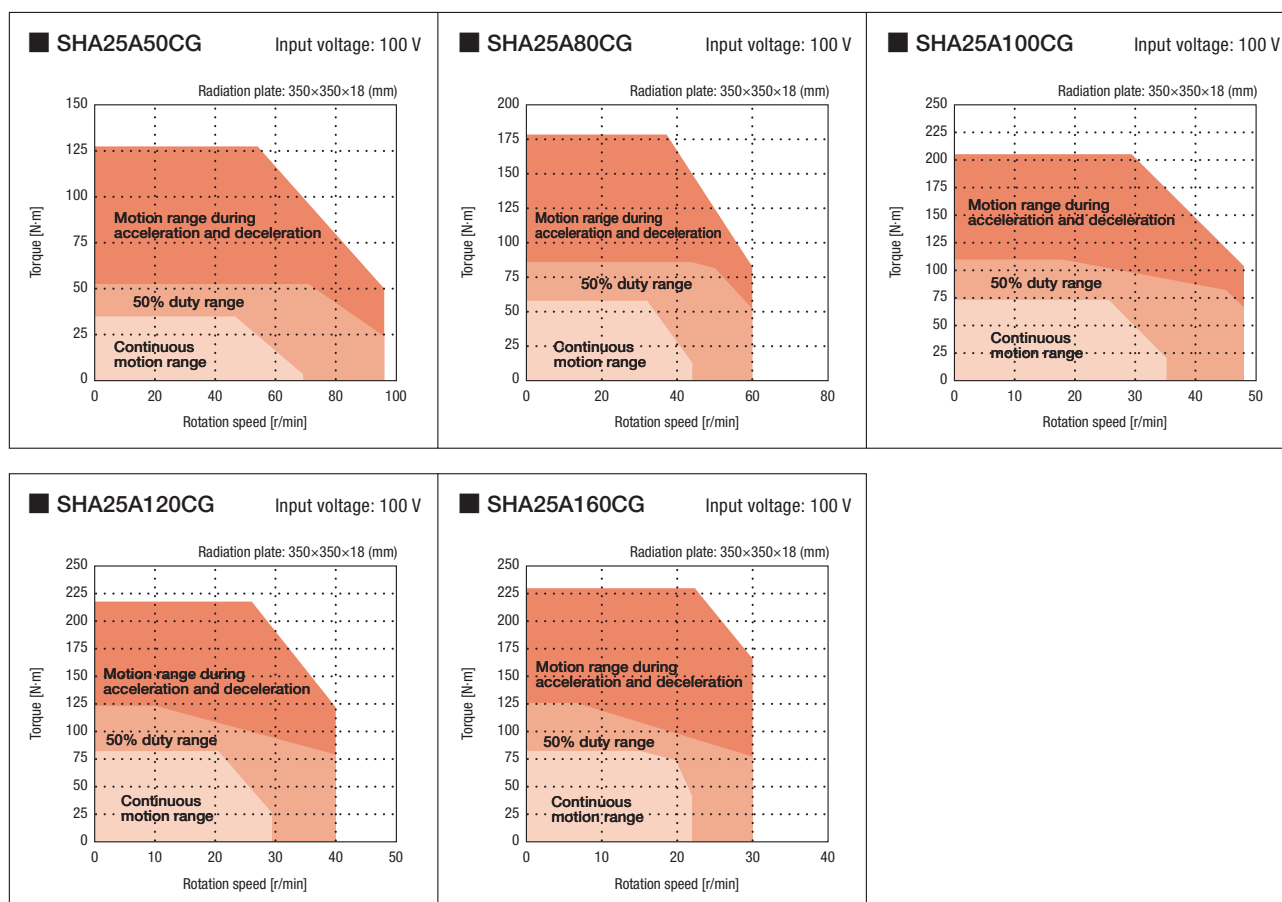 ■ SHA25A50CG Input voltage: 100 V
Radiation plate: 350×350×18 (mm)
150
125
100
75
50
25
0
Torque [N·m]
Motion range during
acceleration and deceleration
50% duty range
Continuous
motion range
0 20 40 60 80 100
Rotation speed [r/min]
■ SHA25A80CG Input voltage: 100 V
Radiation plate: 350×350×18 (mm)
200
175
150
125
100
75
50
25
0
Torque [N·m]
Motion range during
acceleration and deceleration
50% duty range
Continuous
motion range
0 20 40 60 80
Rotation speed [r/min]
■ SHA25A100CG Input voltage: 100 V
Radiation plate: 350×350×18 (mm)
250
225
200
175
150
125
100
75
50
25
0
Torque [N·m]
Motion range during
acceleration and deceleration
50% duty range
Continuous
motion range
0 10 20 30 40 50
Rotation speed [r/min]
■ SHA25A120CG Input voltage: 100 V
Radiation plate: 350×350×18 (mm)
250
225
200
175
150
125
100
75
50
25
0
Torque [N·m]
Motion range during
acceleration and deceleration
50% duty range
Continuous
motion range
0 10 20 30 40 50
Rotation speed [r/min]
■ SHA25A160CG Input voltage: 100 V
Radiation plate: 350×350×18 (mm)
250
225
200
175
150
125
100
75
50
25
0
Torque [N·m]
Motion range during
acceleration and deceleration
50% duty range
Continuous
motion range
0 10 20 30 40
Rotation speed [r/min]